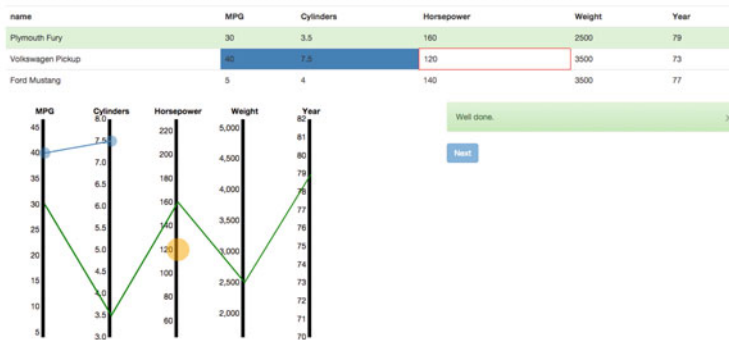 name MPG Cylinders Horsepower Weight Year
Plymouth Fury 30 3.5 160 2500 79
Volkswagen Pickup 40 7.5 120 3500 73
Ford Mustang 5 4 140 3500 77
MPG Cylinders Horsepower Weight Year
45 8.0 220 5,000 82
40 7.5 200 4,500 81
35 7.0 180 4,000 80
30 6.5 160 3,500 79
25 6.0 140 3,000 78
20 5.5 120 2,500 77
15 5.0 100 2,000 76
10 4.5 80 75
5 4.0 60 74
3.5 73
3.0 72
71
70
Well done. ×
Next